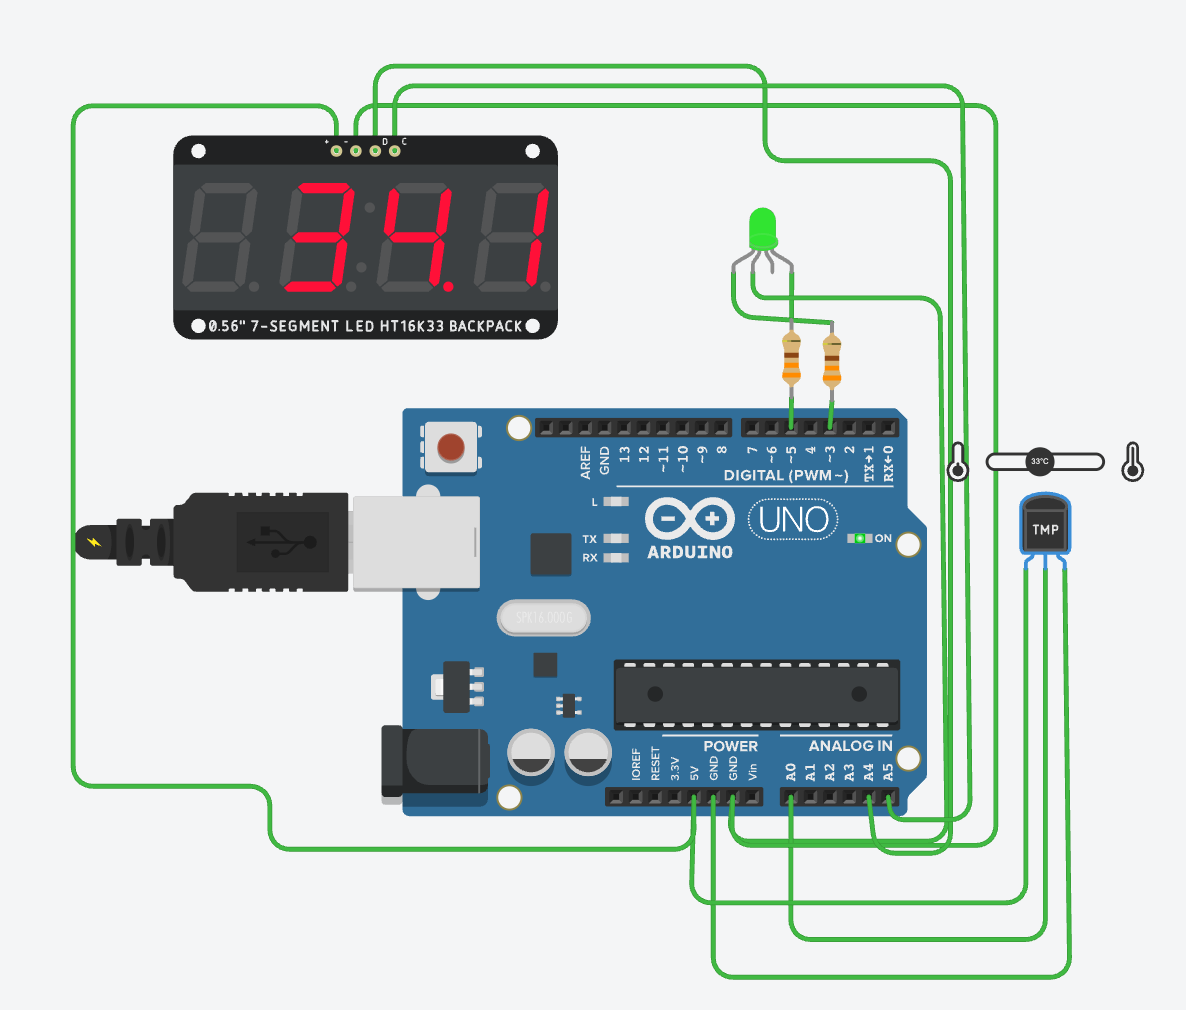 + - D C
34.1
0.56" 7-SEGMENT LED HT16K33 BACKPACK
AREF
GND
13
12
~11
~10
~9
8
7
~6
~5
4
~3
2
TX→1
RX←0
DIGITAL (PWM~)
L
TX
RX
UNO
ARDUINO
ON
33°C
TMP
SPK16.000G
POWER
ANALOG IN
IOREF
RESET
3.3V
5V
GND
GND
Vin
A0
A1
A2
A3
A4
A5